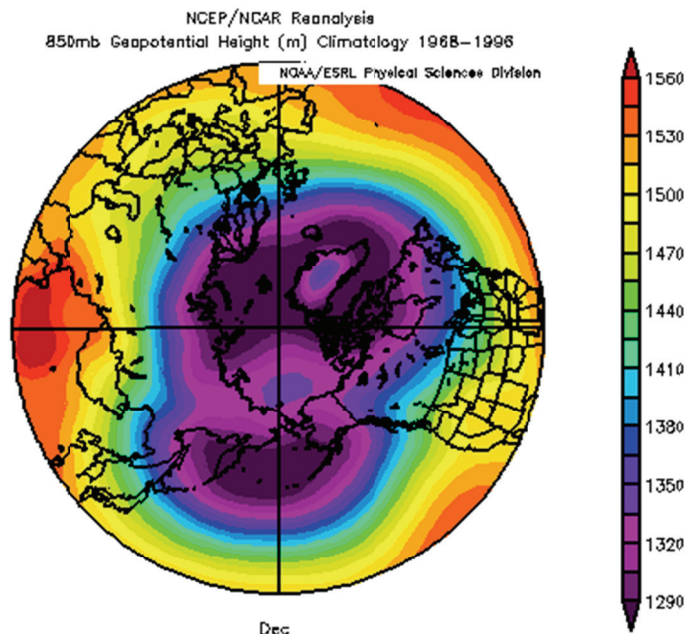 NCEP/NCAR Reanalysis
850mb Geopotential Height (m) Climatology 1968-1996
NOAA/ESRL Physical Sciences Division
1560
1530
1500
1470
1440
1410
1380
1350
1320
1290
Dec